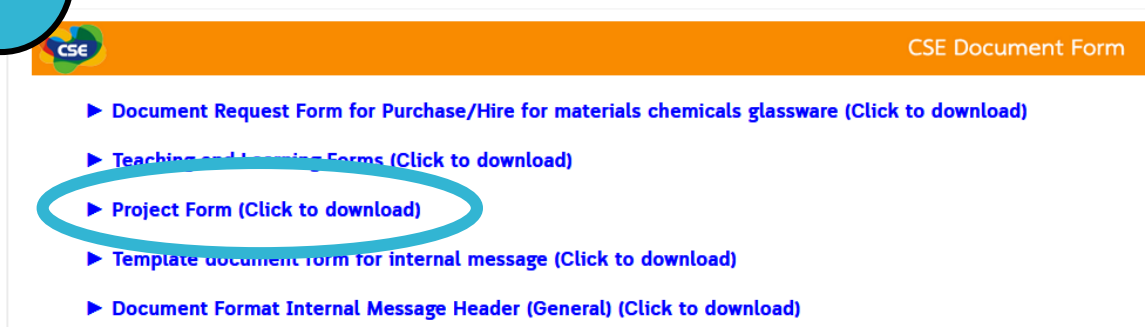 CSE
CSE Document Form
► Document Request Form for Purchase/Hire for materials chemicals glassware (Click to download)
► Teaching and Learning Forms (Click to download)
► Project Form (Click to download)
► Template document form for internal message (Click to download)
► Document Format Internal Message Header (General) (Click to download)